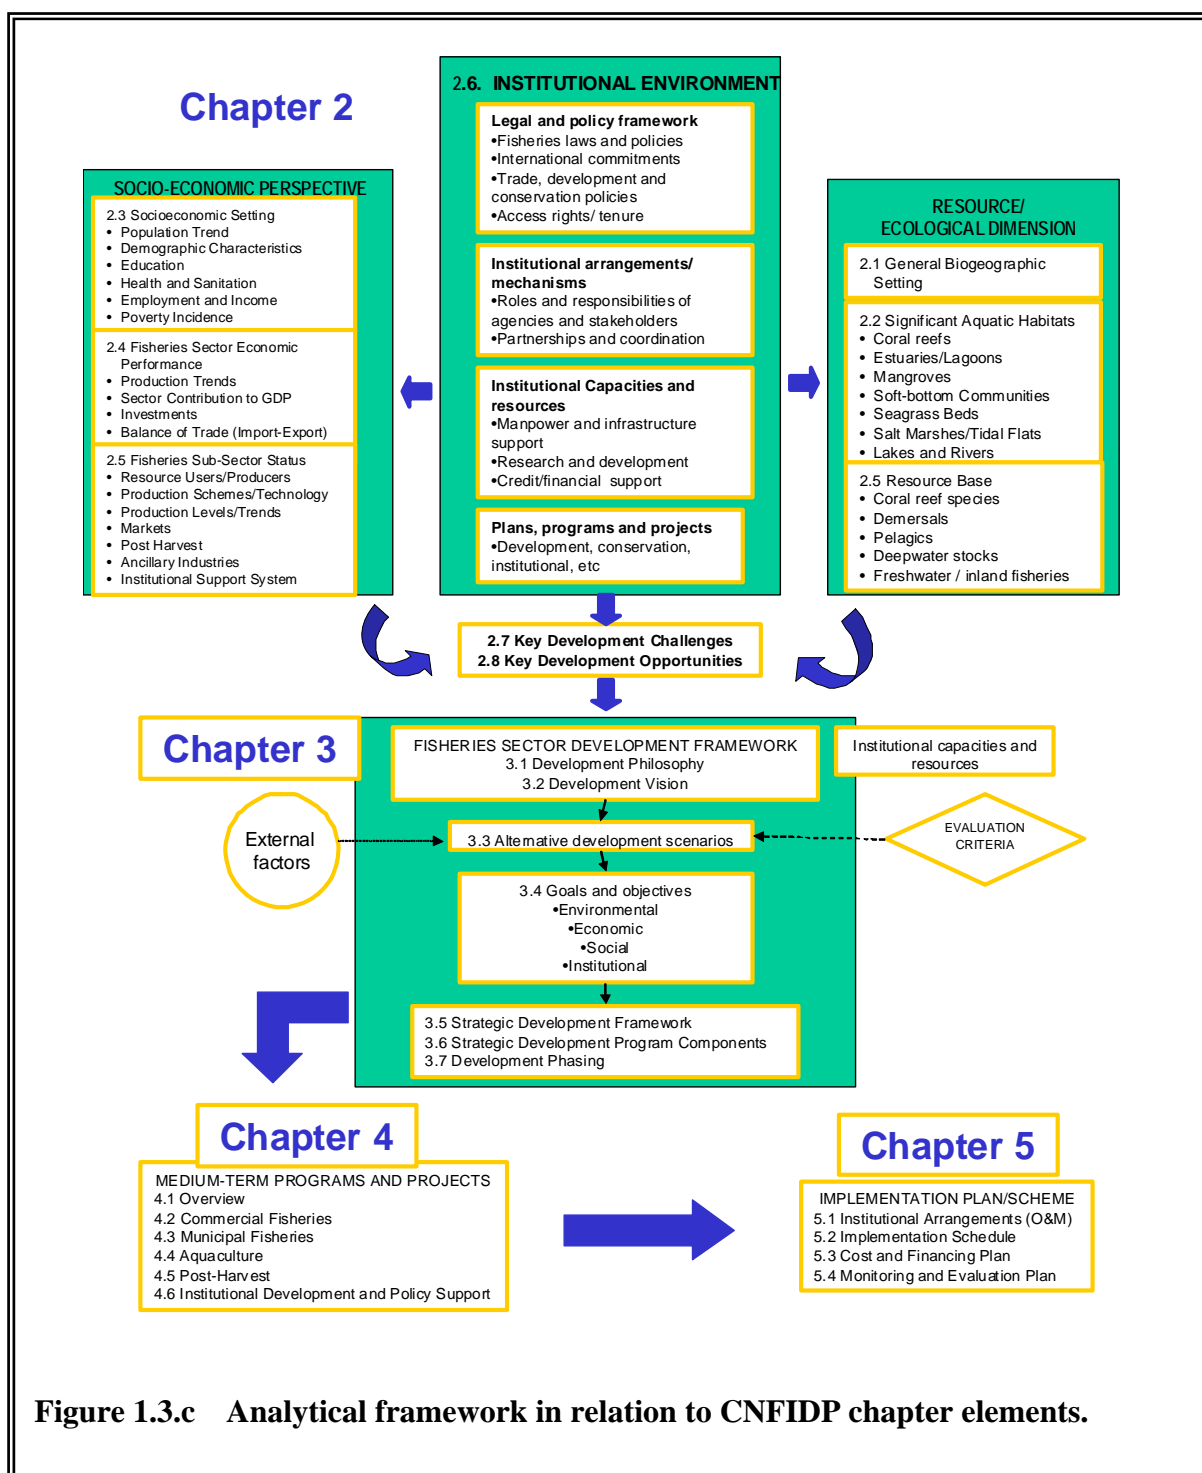 Chapter 2
2.6. INSTITUTIONAL ENVIRONMENT
Legal and policy framework
•Fisheries laws and policies
•International commitments
•Trade, development and
conservation policies
•Access rights/ tenure
Institutional arrangements/
mechanisms
•Roles and responsibilities of
agencies and stakeholders
•Partnerships and coordination
Institutional Capacities and
resources
•Manpower and infrastructure
support
•Research and development
•Credit/financial support
Plans, programs and projects
•Development, conservation,
institutional, etc
SOCIO-ECONOMIC PERSPECTIVE
2.3 Socioeconomic Setting
• Population Trend
• Demographic Characteristics
• Education
• Health and Sanitation
• Employment and Income
• Poverty Incidence
2.4 Fisheries Sector Economic
Performance
• Production Trends
• Sector Contribution to GDP
• Investments
• Balance of Trade (Import-Export)
2.5 Fisheries Sub-Sector Status
• Resource Users/Producers
• Production Schemes/Technology
• Production Levels/Trends
• Markets
• Post Harvest
• Ancillary Industries
• Institutional Support System
RESOURCE/
ECOLOGICAL DIMENSION
2.1 General Biogeographic
Setting
2.2 Significant Aquatic Habitats
• Coral reefs
• Estuaries/Lagoons
• Mangroves
• Soft-bottom Communities
• Seagrass Beds
• Salt Marshes/Tidal Flats
• Lakes and Rivers
2.5 Resource Base
• Coral reef species
• Demersals
• Pelagics
• Deepwater stocks
• Freshwater / inland fisheries
2.7 Key Development Challenges
2.8 Key Development Opportunities
Chapter 3
FISHERIES SECTOR DEVELOPMENT FRAMEWORK
3.1 Development Philosophy
3.2 Development Vision
Institutional capacities and
resources
External
factors
3.3 Alternative development scenarios
EVALUATION
CRITERIA
3.4 Goals and objectives
•Environmental
•Economic
•Social
•Institutional
3.5 Strategic Development Framework
3.6 Strategic Development Program Components
3.7 Development Phasing
Chapter 4
MEDIUM-TERM PROGRAMS AND PROJECTS
4.1 Overview
4.2 Commercial Fisheries
4.3 Municipal Fisheries
4.4 Aquaculture
4.5 Post-Harvest
4.6 Institutional Development and Policy Support
Chapter 5
IMPLEMENTATION PLAN/SCHEME
5.1 Institutional Arrangements (O&M)
5.2 Implementation Schedule
5.3 Cost and Financing Plan
5.4 Monitoring and Evaluation Plan
Figure 1.3.c Analytical framework in relation to CNFIDP chapter elements.